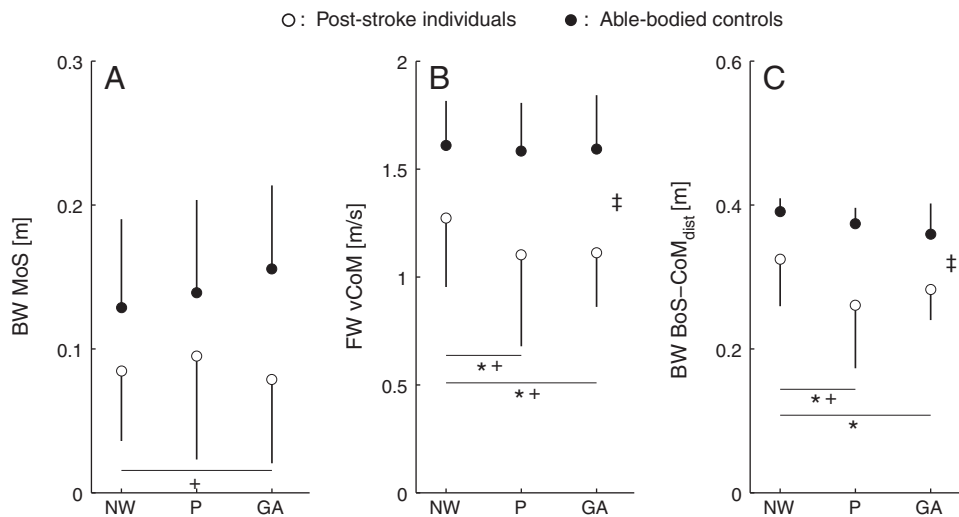 ○ : Post-stroke individuals ● : Able-bodied controls
A
BW MoS [m]
0.3
0.2
0.1
0
+
NW P GA
B
FW vCoM [m/s]
2
1.5
1
0.5
0
‡
* +
* +
NW P GA
C
BW BoS–CoM_dist [m]
0.6
0.4
0.2
0
‡
* +
*
NW P GA